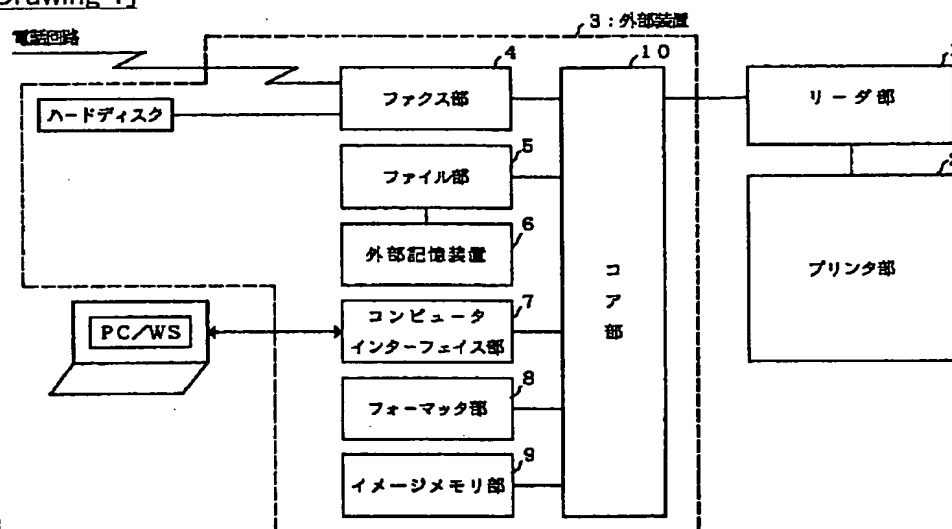 Drawing 1]
3:外部装置
電話回路
4
10
ファクス部
リーダ部
ハードディスク
5
ファイル部
6
外部記憶装置
プリンタ部
コア部
7
PC/WS
コンピュータ
インターフェイス部
8
フォーマッタ部
9
イメージメモリ部